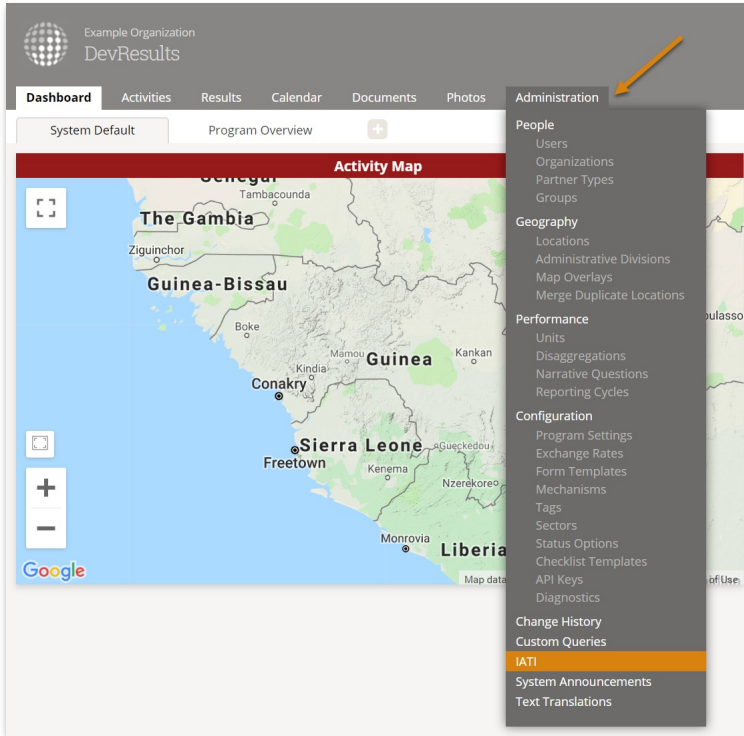 Example Organization
DevResults
Dashboard Activities Results Calendar Documents Photos Administration
System Default Program Overview
Activity Map
People
Users
Organizations
Partner Types
Groups
Geography
Locations
Administrative Divisions
Map Overlays
Merge Duplicate Locations
Performance
Units
Disaggregations
Narrative Questions
Reporting Cycles
Configuration
Program Settings
Exchange Rates
Form Templates
Mechanisms
Tags
Sectors
Status Options
Checklist Templates
API Keys
Diagnostics
Change History
Custom Queries
IATI
System Announcements
Text Translations
Senegal
Tambacounda
The Gambia
Ziguinchor
Guinea-Bissau
Boke
Mamou Guinea Kankan
Kindia
Conakry
Sierra Leone Gueckedou
Freetown
Kenema
Nzerekore
Monrovia
Liberia
Google
Map data
of Use